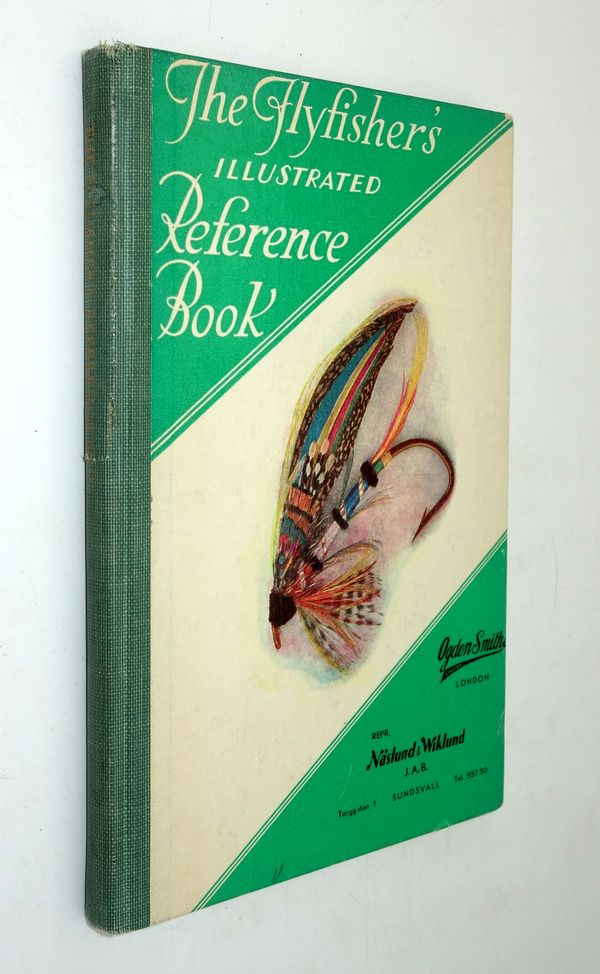 The Flyfisher's
ILLUSTRATED
Reference
Book
Ogden Smiths
LONDON
REPR.
Näslund & Wiklund
J.A.B.
Torggatan 1 SUNDSVALL Tel. 557 50